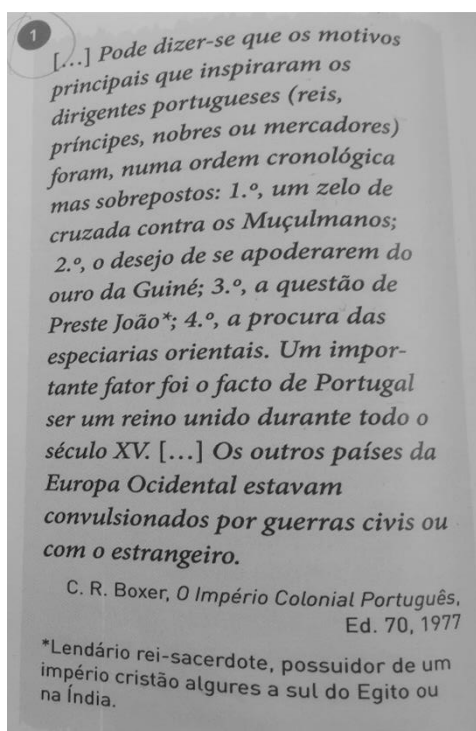 1
[...] Pode dizer-se que os motivos
principais que inspiraram os
dirigentes portugueses (reis,
príncipes, nobres ou mercadores)
foram, numa ordem cronológica
mas sobrepostos: 1.º, um zelo de
cruzada contra os Muçulmanos;
2.º, o desejo de se apoderarem do
ouro da Guiné; 3.º, a questão de
Preste João*; 4.º, a procura das
especiarias orientais. Um impor-
tante fator foi o facto de Portugal
ser um reino unido durante todo o
século XV. [...] Os outros países da
Europa Ocidental estavam
convulsionados por guerras civis ou
com o estrangeiro.
C. R. Boxer, O Império Colonial Português,
Ed. 70, 1977
*Lendário rei-sacerdote, possuidor de um
império cristão algures a sul do Egito ou
na Índia.